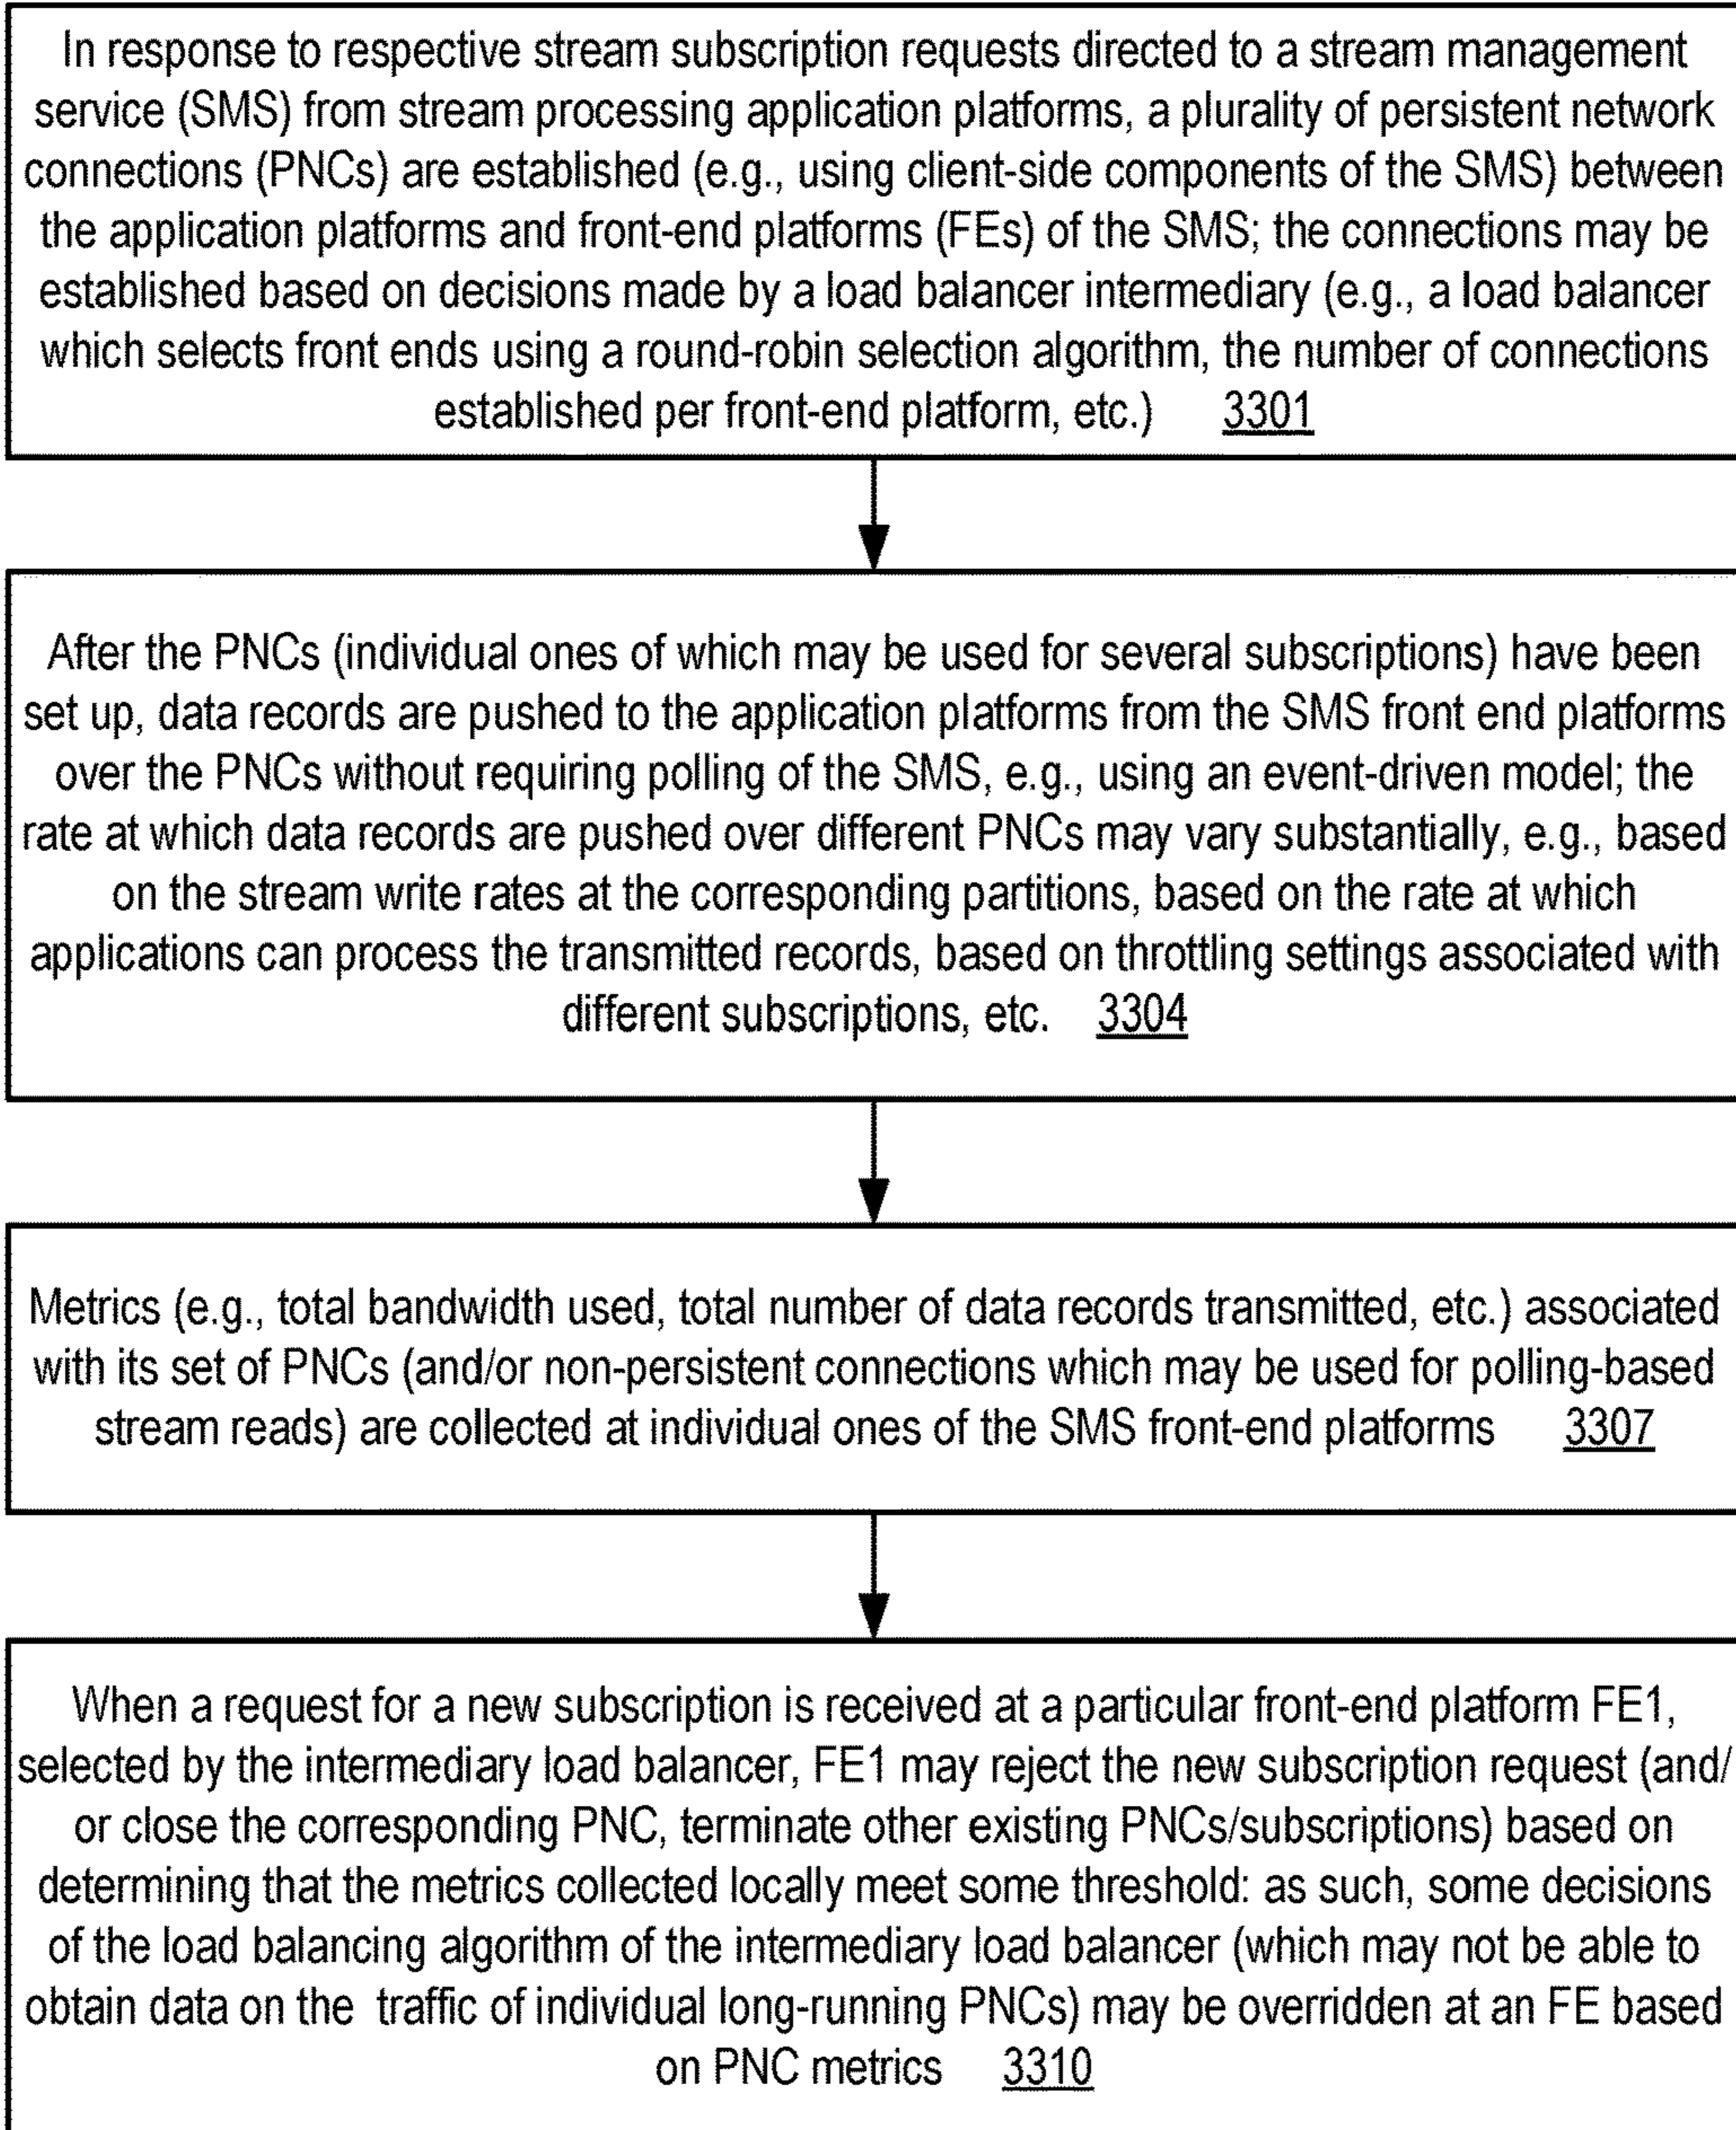 In response to respective stream subscription requests directed to a stream management
service (SMS) from stream processing application platforms, a plurality of persistent network
connections (PNCs) are established (e.g., using client-side components of the SMS) between
the application platforms and front-end platforms (FEs) of the SMS; the connections may be
established based on decisions made by a load balancer intermediary (e.g., a load balancer
which selects front ends using a round-robin selection algorithm, the number of connections
established per front-end platform, etc.) 3301
After the PNCs (individual ones of which may be used for several subscriptions) have been
set up, data records are pushed to the application platforms from the SMS front end platforms
over the PNCs without requiring polling of the SMS, e.g., using an event-driven model; the
rate at which data records are pushed over different PNCs may vary substantially, e.g., based
on the stream write rates at the corresponding partitions, based on the rate at which
applications can process the transmitted records, based on throttling settings associated with
different subscriptions, etc. 3304
Metrics (e.g., total bandwidth used, total number of data records transmitted, etc.) associated
with its set of PNCs (and/or non-persistent connections which may be used for polling-based
stream reads) are collected at individual ones of the SMS front-end platforms 3307
When a request for a new subscription is received at a particular front-end platform FE1,
selected by the intermediary load balancer, FE1 may reject the new subscription request (and/
or close the corresponding PNC, terminate other existing PNCs/subscriptions) based on
determining that the metrics collected locally meet some threshold: as such, some decisions
of the load balancing algorithm of the intermediary load balancer (which may not be able to
obtain data on the traffic of individual long-running PNCs) may be overridden at an FE based
on PNC metrics 3310